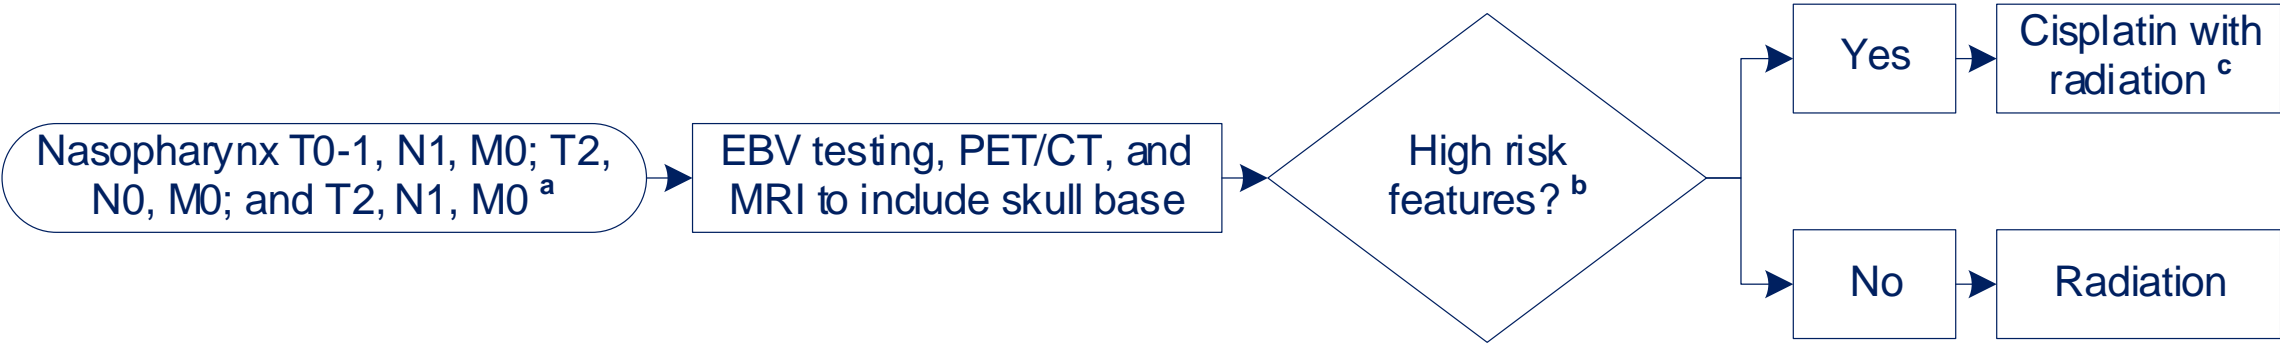 Nasopharynx T0-1, N1, M0; T2,
N0, M0; and T2, N1, M0 a
EBV testing, PET/CT, and
MRI to include skull base
High risk
features? b
Yes
Cisplatin with
radiation c
No
Radiation